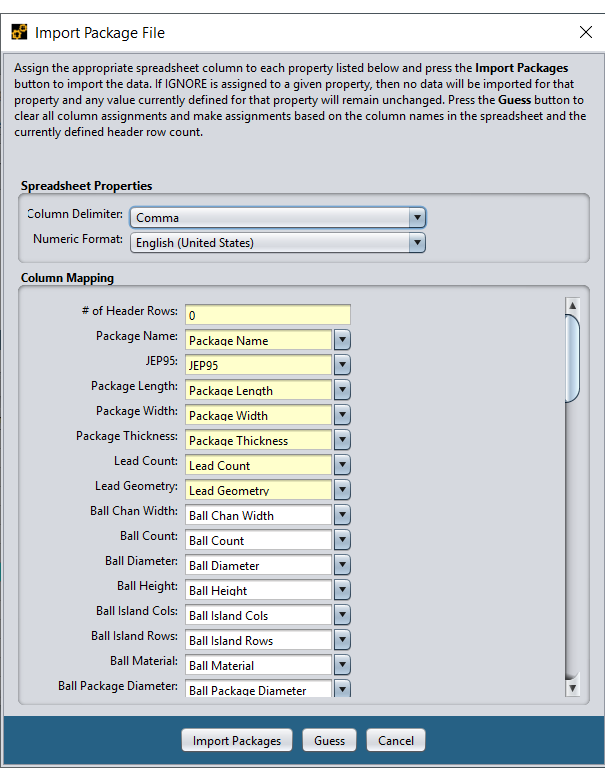 Import Package File
Assign the appropriate spreadsheet column to each property listed below and press the Import Packages
button to import the data. If IGNORE is assigned to a given property, then no data will be imported for that
property and any value currently defined for that property will remain unchanged. Press the Guess button to
clear all column assignments and make assignments based on the column names in the spreadsheet and the
currently defined header row count.
Spreadsheet Properties
Column Delimiter: Comma
Numeric Format: English (United States)
Column Mapping
# of Header Rows: 0
Package Name: Package Name
JEP95: JEP95
Package Length: Package Length
Package Width: Package Width
Package Thickness: Package Thickness
Lead Count: Lead Count
Lead Geometry: Lead Geometry
Ball Chan Width: Ball Chan Width
Ball Count: Ball Count
Ball Diameter: Ball Diameter
Ball Height: Ball Height
Ball Island Cols: Ball Island Cols
Ball Island Rows: Ball Island Rows
Ball Material: Ball Material
Ball Package Diameter: Ball Package Diameter
Import Packages Guess Cancel